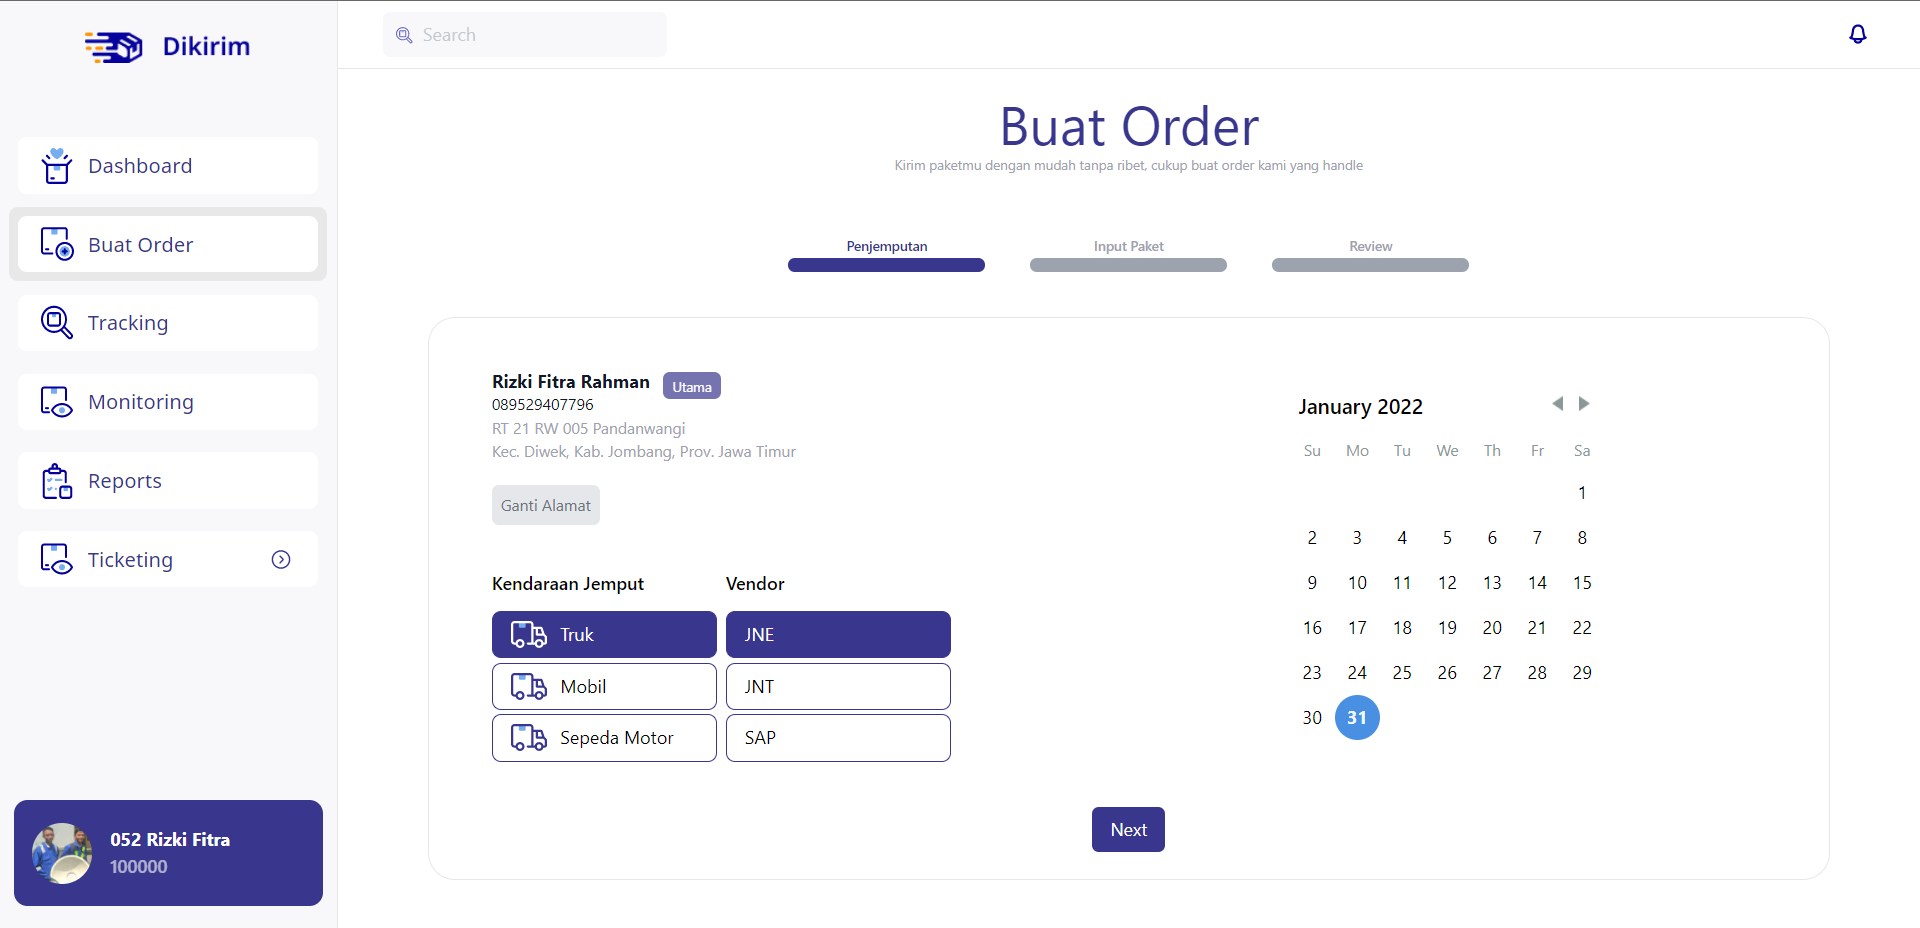 Dikirim
Search
Dashboard
Buat Order
Tracking
Monitoring
Reports
Ticketing
052 Rizki Fitra
100000
Buat Order
Kirim paketmu dengan mudah tanpa ribet, cukup buat order kami yang handle
Penjemputan
Input Paket
Review
Rizki Fitra Rahman
Utama
089529407796
RT 21 RW 005 Pandanwangi
Kec. Diwek, Kab. Jombang, Prov. Jawa Timur
Ganti Alamat
Kendaraan Jemput
Truk
Mobil
Sepeda Motor
Vendor
JNE
JNT
SAP
January 2022
Su Mo Tu We Th Fr Sa
1
2 3 4 5 6 7 8
9 10 11 12 13 14 15
16 17 18 19 20 21 22
23 24 25 26 27 28 29
30 31
Next